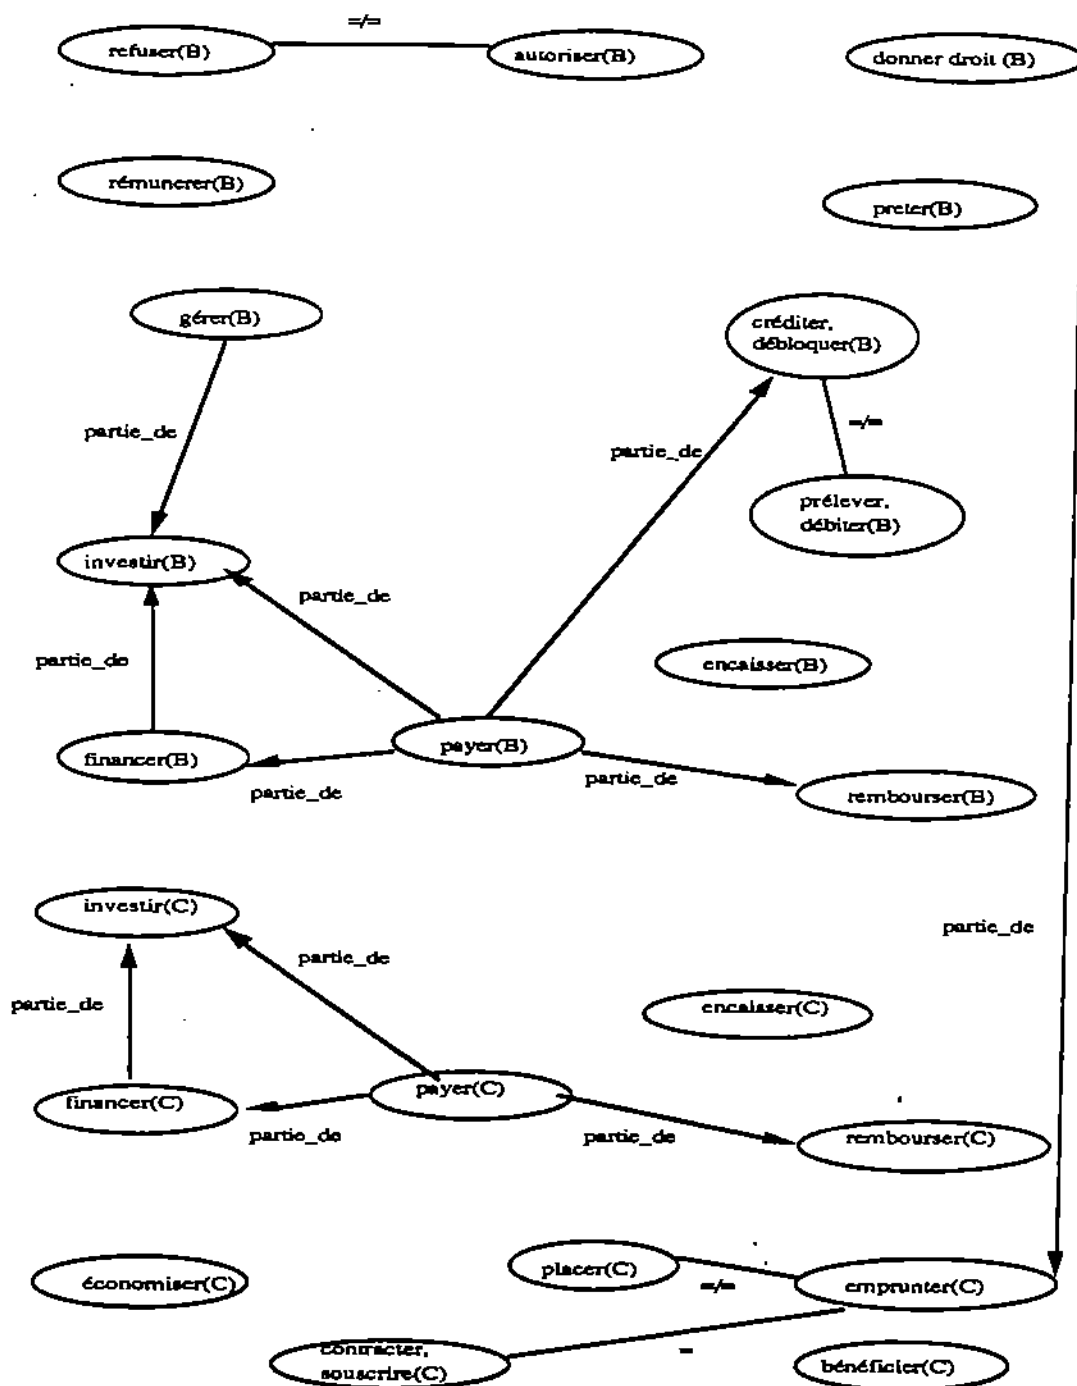 =/=
refuser(B)
autoriser(B)
donner droit (B)
rémunerer(B)
preter(B)
gérer(B)
créditer,
débloquer(B)
partie_de
=/=
partie_de
prélever,
débiter(B)
investir(B)
partie_de
partie_de
encaisser(B)
financer(B)
payer(B)
partie_de
partie_de
rembourser(B)
investir(C)
partie_de
partie_de
partie_de
encaisser(C)
financer(C)
payer(C)
partie_de
partie_de
rembourser(C)
placer(C)
économiser(C)
=/=
emprunter(C)
contracter,
souscrire(C)
=
bénéficier(C)